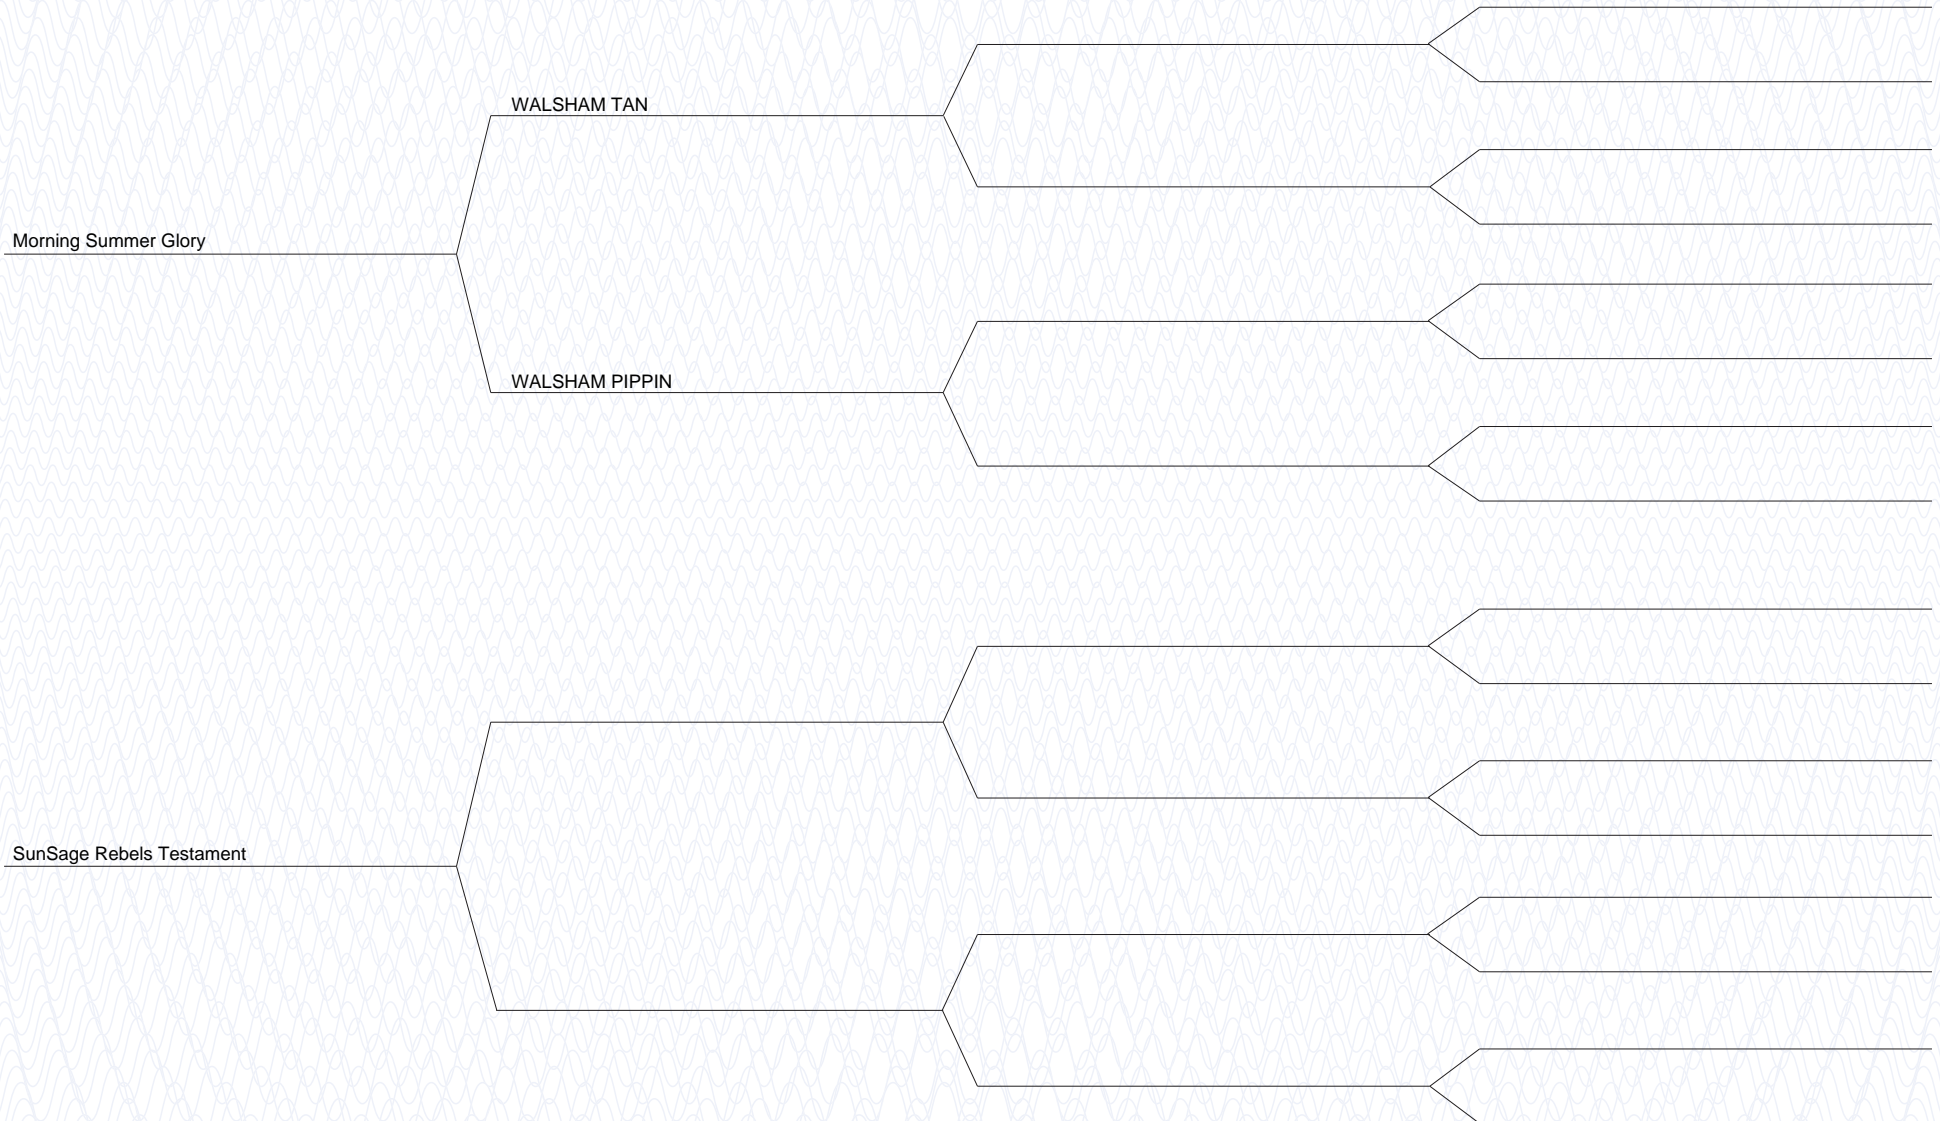 WALSHAM TAN
Morning Summer Glory
WALSHAM PIPPIN
SunSage Rebels Testament